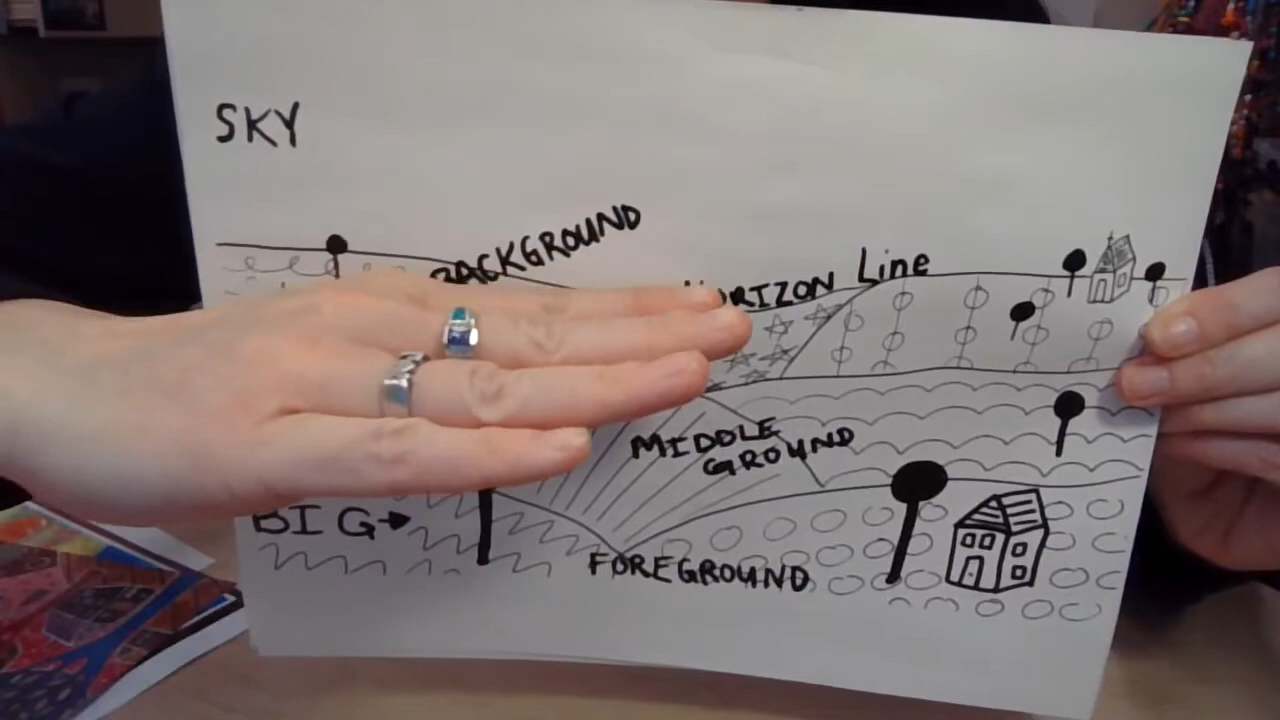 SKY
BACKGROUND
HORIZON Line
MIDDLE
GROUND
BIG
FOREGROUND